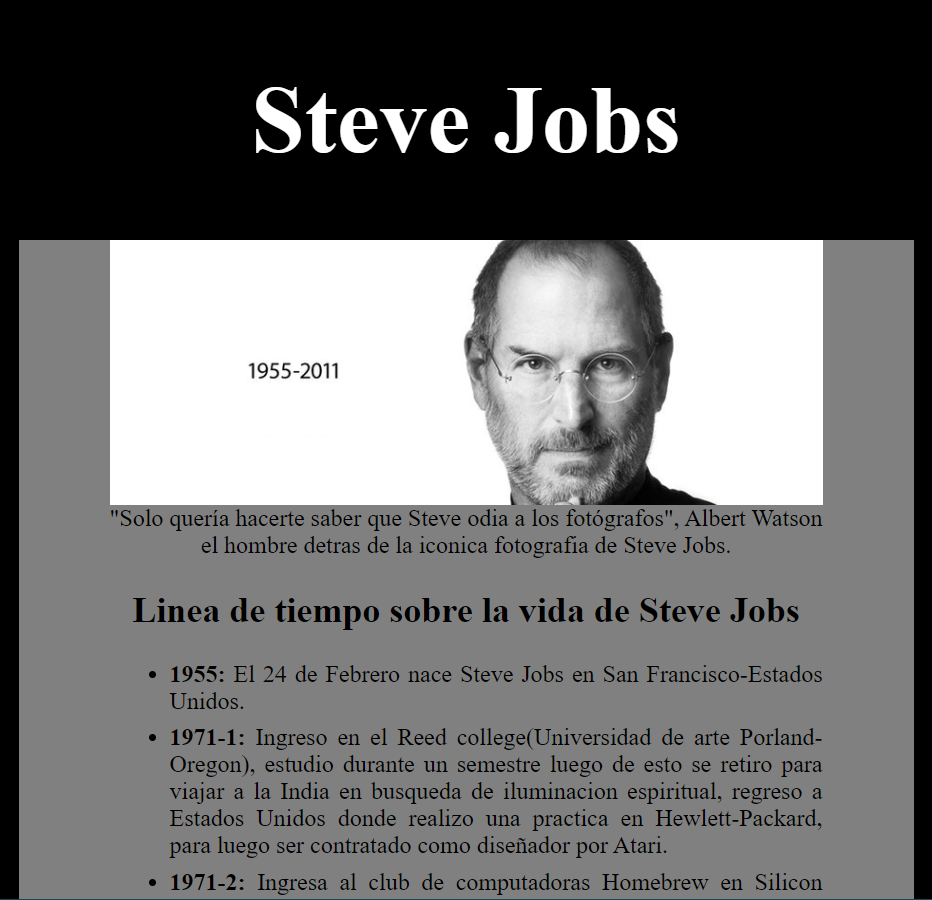 Steve Jobs
1955-2011
"Solo quería hacerte saber que Steve odia a los fotógrafos", Albert Watson
el hombre detras de la iconica fotografia de Steve Jobs.
Linea de tiempo sobre la vida de Steve Jobs
• 1955: El 24 de Febrero nace Steve Jobs en San Francisco-Estados
Unidos.
• 1971-1: Ingreso en el Reed college(Universidad de arte Porland-
Oregon), estudio durante un semestre luego de esto se retiro para
viajar a la India en busqueda de iluminacion espiritual, regreso a
Estados Unidos donde realizo una practica en Hewlett-Packard,
para luego ser contratado como diseñador por Atari.
• 1971-2: Ingresa al club de computadoras Homebrew en Silicon